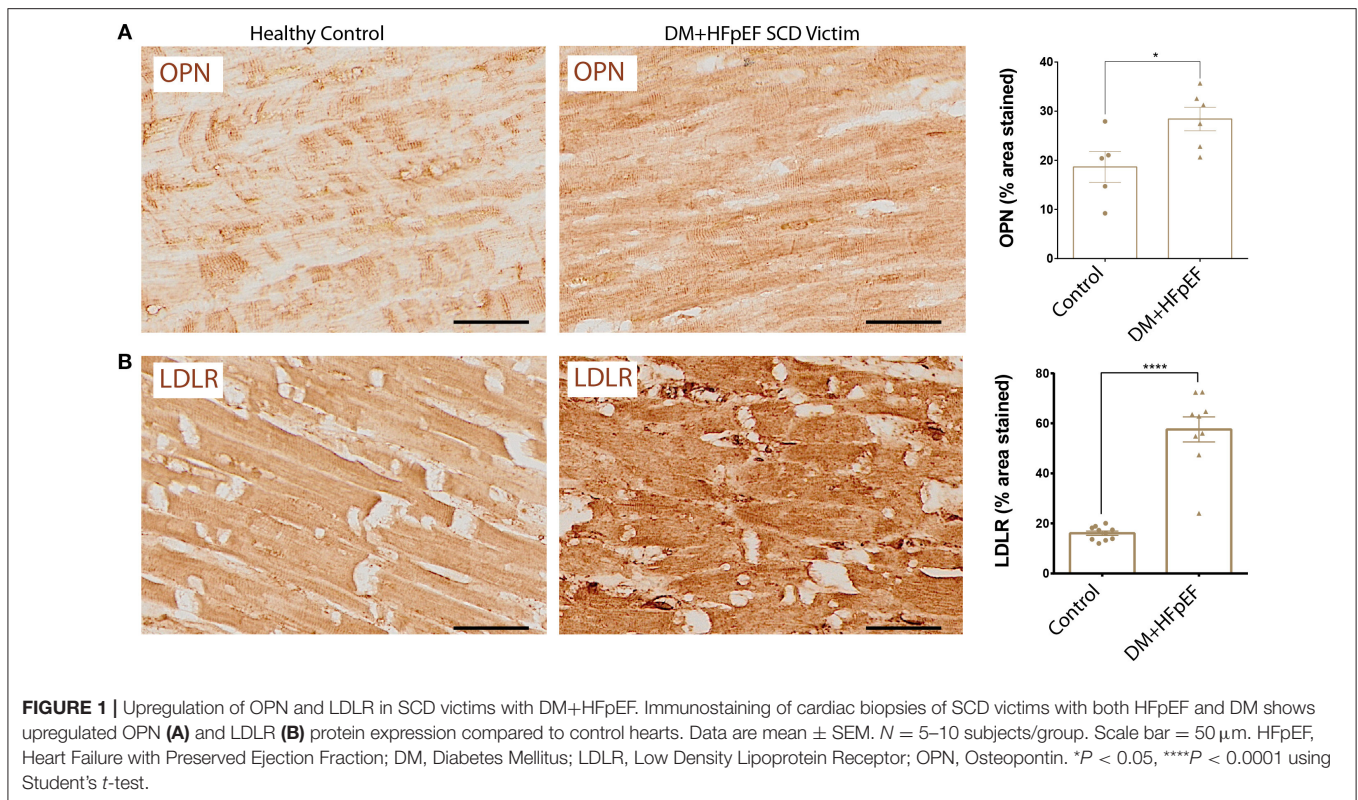 A
Healthy Control
DM+HFpEF SCD Victim
OPN
OPN
*
OPN (% area stained)
40
30
20
10
0
Control
DM+HFpEF
B
LDLR
LDLR
****
LDLR (% area stained)
80
60
40
20
0
Control
DM+HFpEF
FIGURE 1 | Upregulation of OPN and LDLR in SCD victims with DM+HFpEF. Immunostaining of cardiac biopsies of SCD victims with both HFpEF and DM shows
upregulated OPN (A) and LDLR (B) protein expression compared to control hearts. Data are mean ± SEM. N = 5–10 subjects/group. Scale bar = 50 μm. HFpEF,
Heart Failure with Preserved Ejection Fraction; DM, Diabetes Mellitus; LDLR, Low Density Lipoprotein Receptor; OPN, Osteopontin. *P < 0.05, ****P < 0.0001 using
Student's t-test.